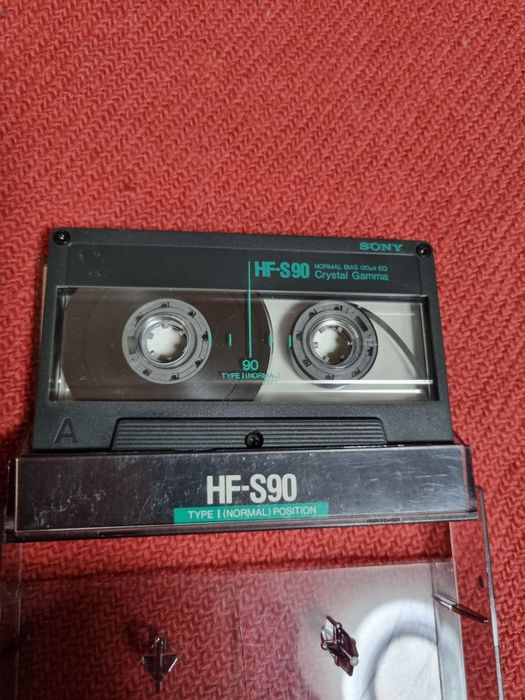 SONY
HF-S90 NORMAL BIAS 120µs EQ
Crystal Gamma
90
TYPE I (NORMAL)
A
HF-S90
TYPE I (NORMAL) POSITION